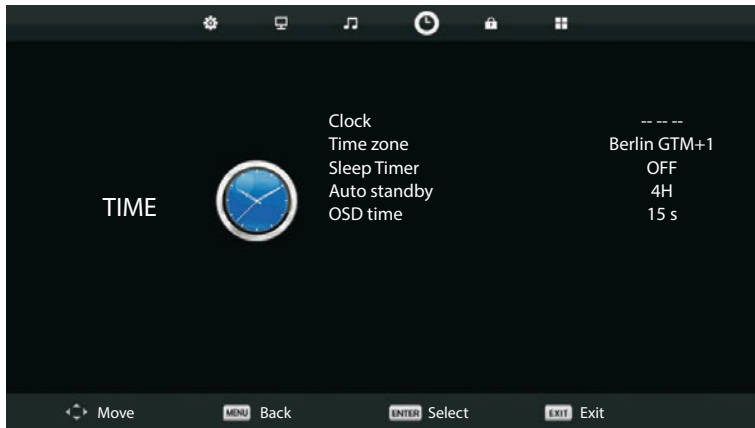 Clock -- -- --
Time zone Berlin GTM+1
Sleep Timer OFF
TIME
Auto standby 4H
OSD time 15 s
Move MENU Back ENTER Select EXIT Exit